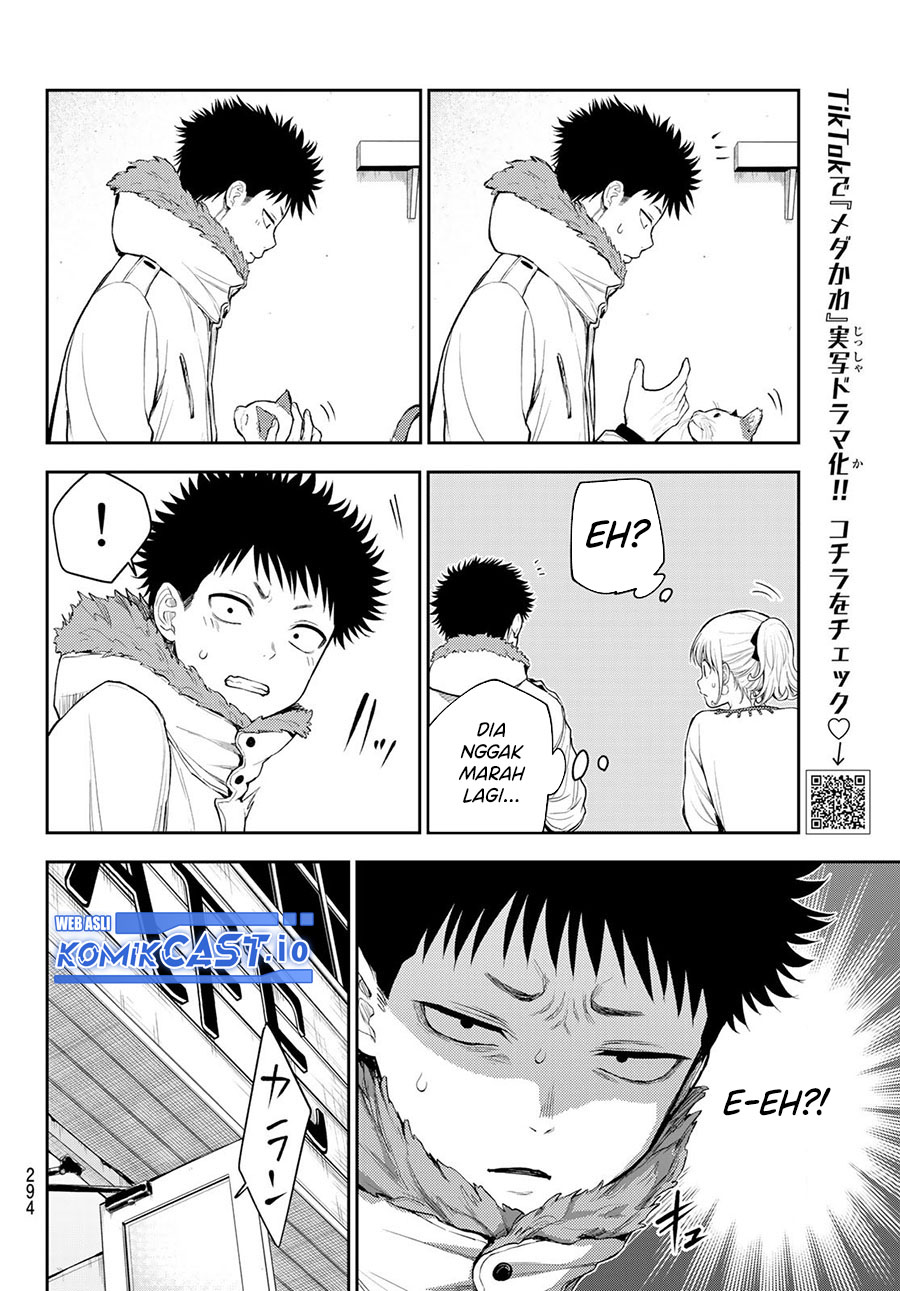 TikTokで『メダかわ』実写ドラマ化!! コチラをチェック♡↓
じっしゃ
か
EH?
DIA
NGGAK
MARAH
LAGI...
!
E-EH?!
WEB ASLI
KOMIKCAST.io
カラン
294